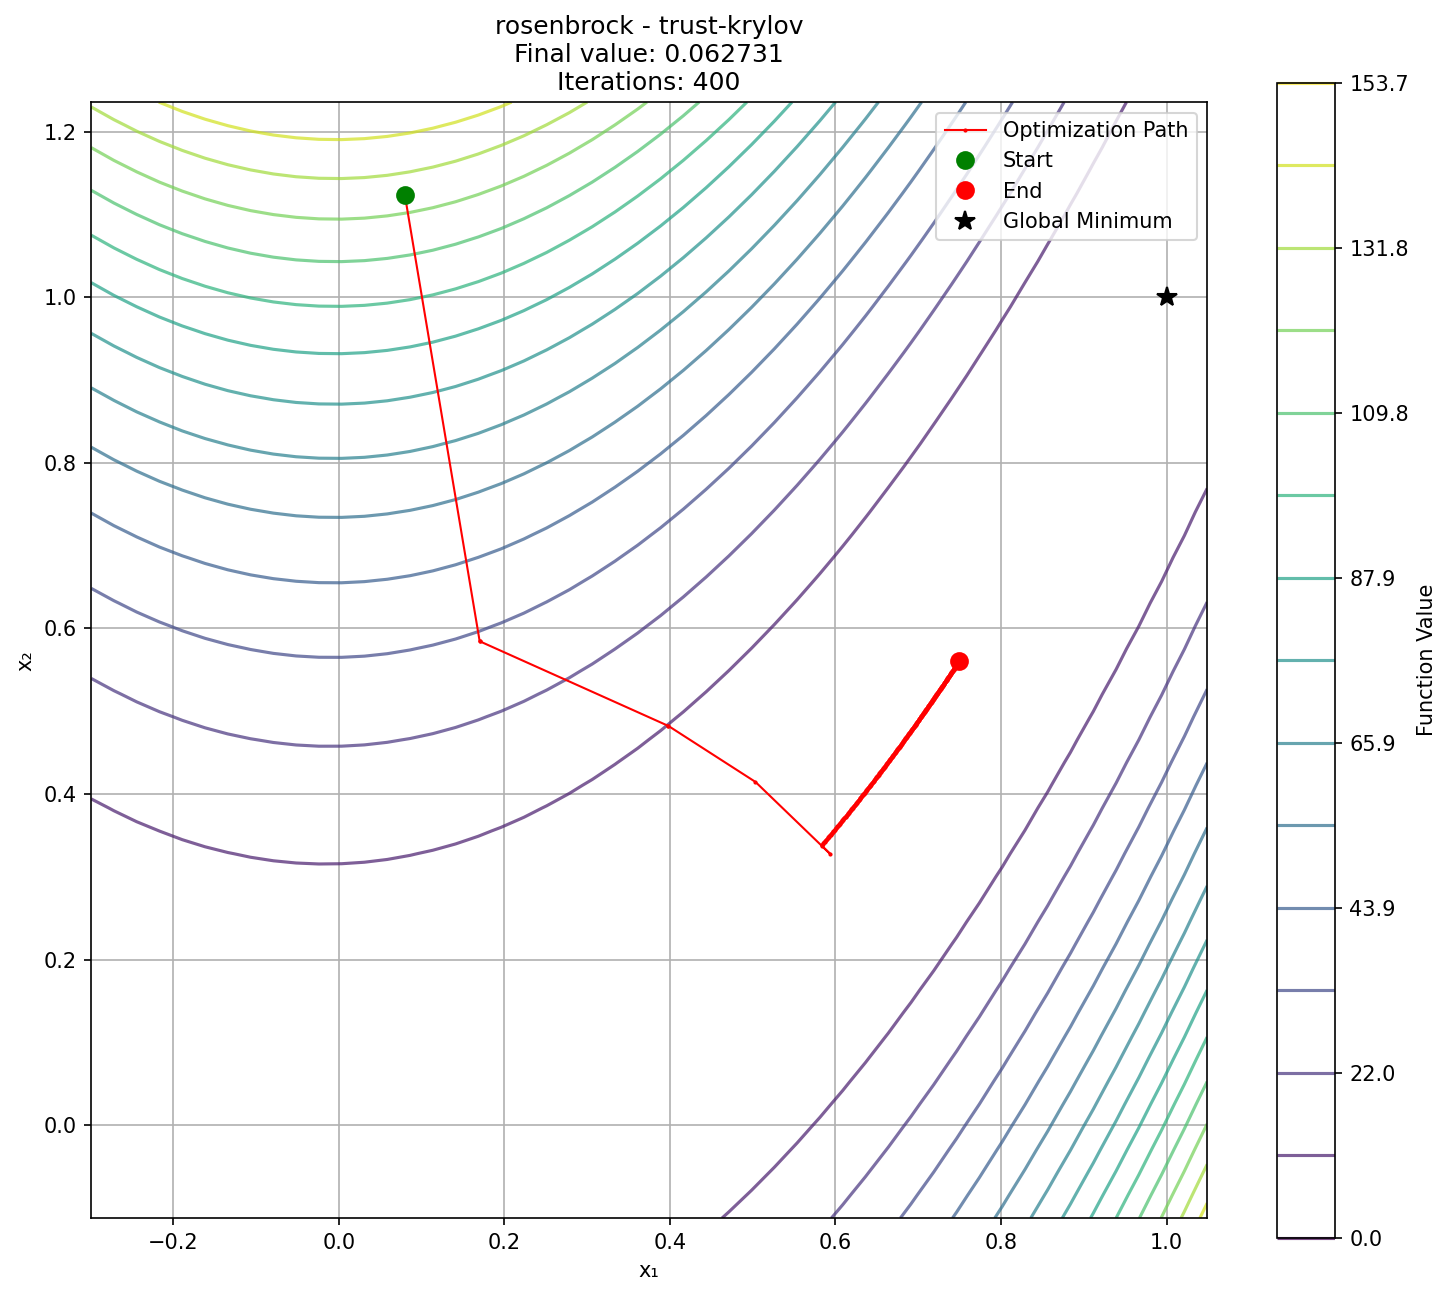 rosenbrock - trust-krylov
Final value: 0.062731
Iterations: 400
Optimization Path
Start
End
Global Minimum
1.2
1.0
0.8
0.6
0.4
0.2
0.0
x₂
−0.2
0.0
0.2
0.4
0.6
0.8
1.0
x₁
153.7
131.8
109.8
87.9
65.9
43.9
22.0
0.0
Function Value